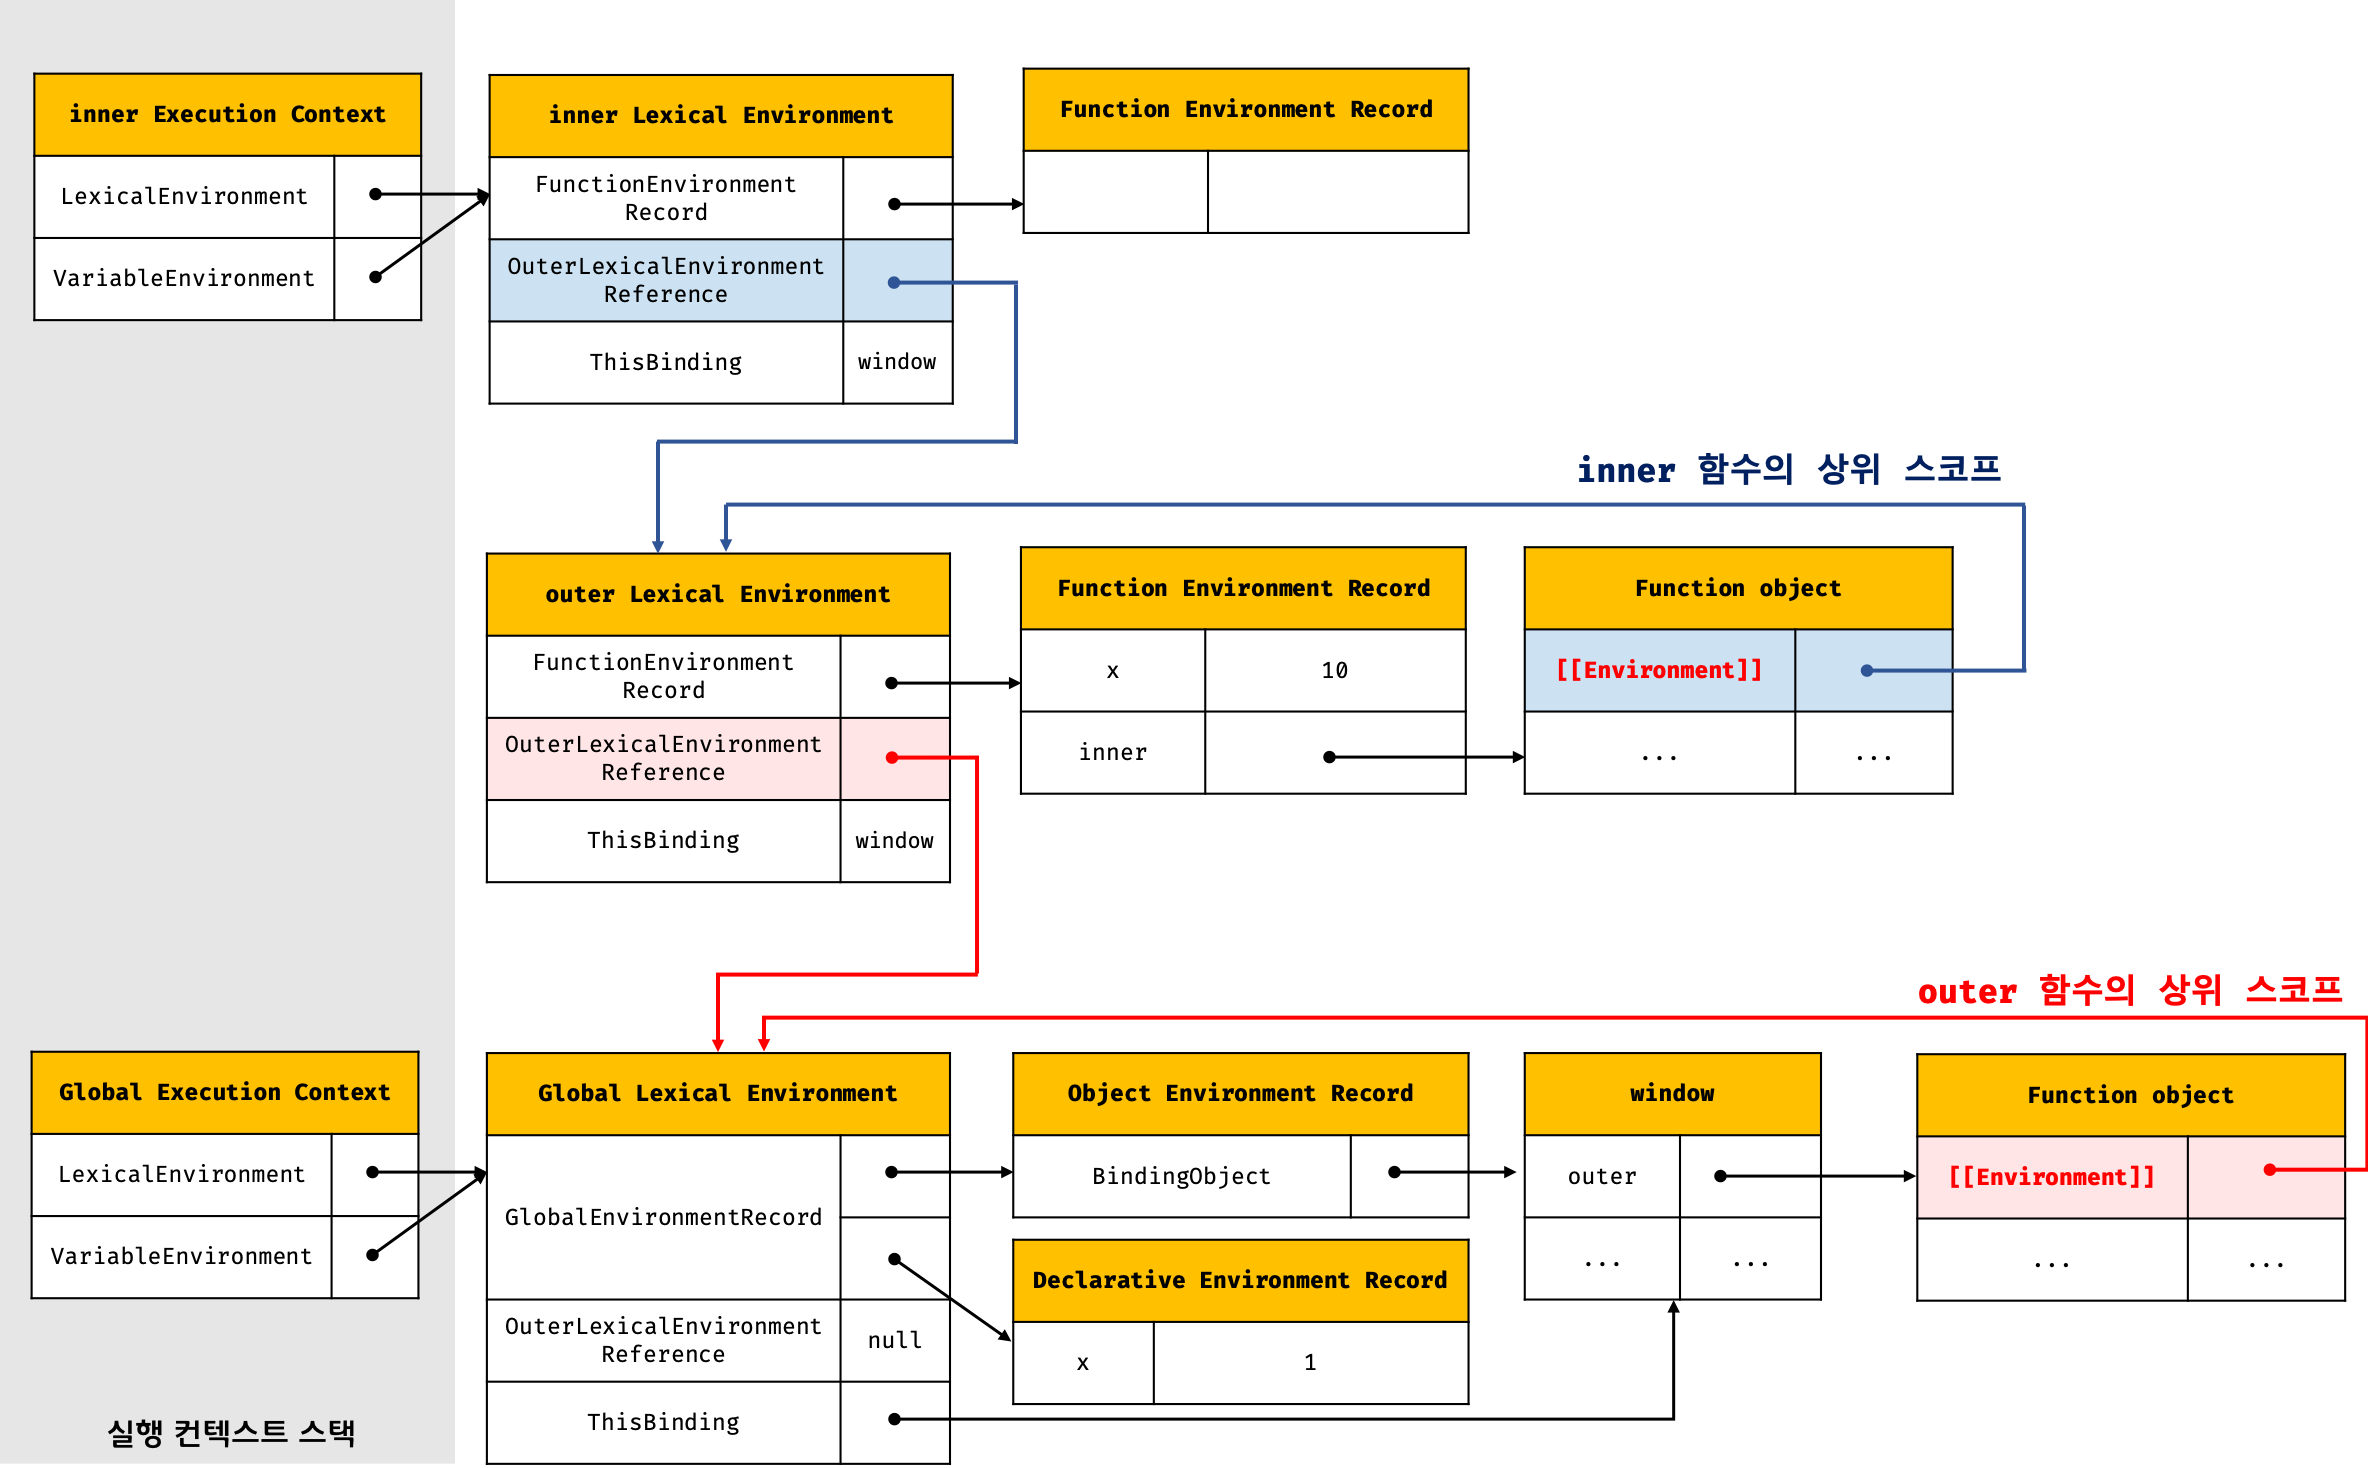 inner Execution Context
LexicalEnvironment
VariableEnvironment
inner Lexical Environment
FunctionEnvironment
Record
OuterLexicalEnvironment
Reference
ThisBinding
window
Function Environment Record
inner 함수의 상위 스코프
outer Lexical Environment
FunctionEnvironment
Record
OuterLexicalEnvironment
Reference
ThisBinding
window
Function Environment Record
x
10
inner
Function object
[[Environment]]
...
...
outer 함수의 상위 스코프
Global Execution Context
LexicalEnvironment
VariableEnvironment
Global Lexical Environment
GlobalEnvironmentRecord
OuterLexicalEnvironment
Reference
null
ThisBinding
Object Environment Record
BindingObject
Declarative Environment Record
x
1
window
outer
...
...
Function object
[[Environment]]
...
...
실행 컨텍스트 스택